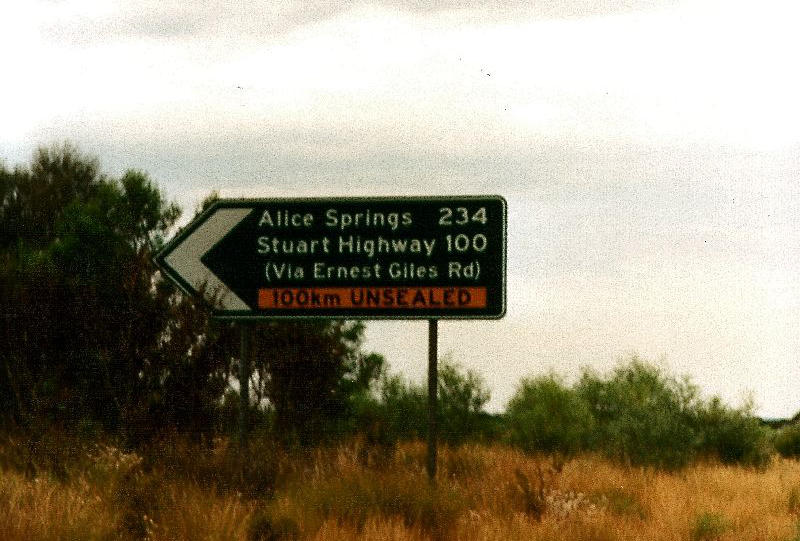 Alice Springs 234
Stuart Highway 100
(Via Ernest Giles Rd)
100km UNSEALED